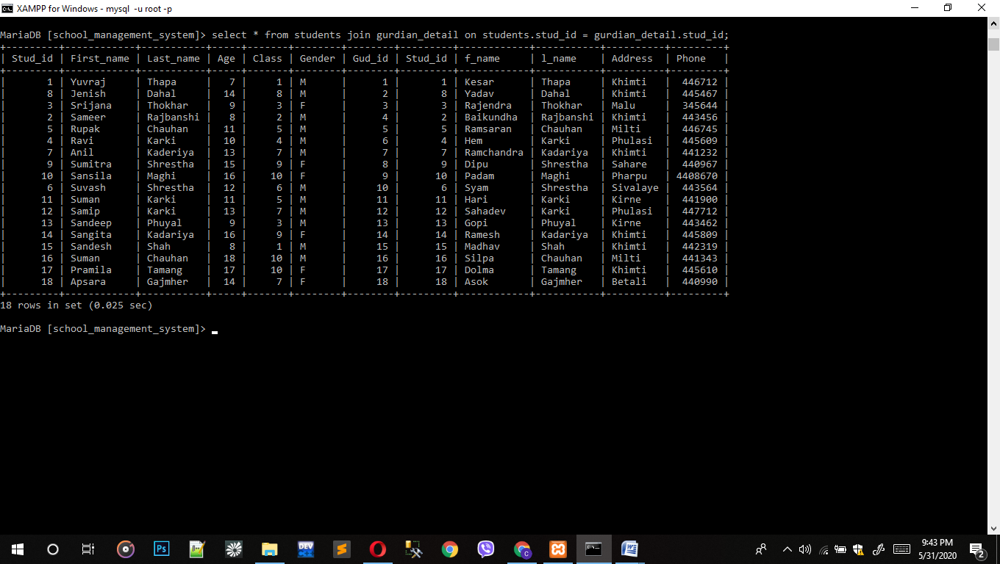 XAMPP for Windows - mysql -u root -p
MariaDB [school_management_system]> select * from students join gurdian_detail on students.stud_id = gurdian_detail.stud_id;
+---------+------------+-----------+-----+-------+--------+--------+---------+------------+-----------+----------+---------+
| Stud_id | First_name | Last_name | Age | Class | Gender | Gud_id | Stud_id | f_name     | l_name    | Address  | Phone   |
+---------+------------+-----------+-----+-------+--------+--------+---------+------------+-----------+----------+---------+
|       1 | Yuvraj     | Thapa     |   7 |     1 | M      |      1 |       1 | Kesar      | Thapa     | Khimti   |  446712 |
|       8 | Jenish     | Dahal     |  14 |     8 | M      |      2 |       8 | Yadav      | Dahal     | Khimti   |  445467 |
|       3 | Srijana    | Thokhar   |   9 |     3 | F      |      3 |       3 | Rajendra   | Thokhar   | Malu     |  345644 |
|       2 | Sameer     | Rajbanshi |   8 |     2 | M      |      4 |       2 | Baikundha  | Rajbanshi | Khimti   |  443456 |
|       5 | Rupak      | Chauhan   |  11 |     5 | M      |      5 |       5 | Ramsaran   | Chauhan   | Milti    |  446745 |
|       4 | Ravi       | Karki     |  10 |     4 | M      |      6 |       4 | Hem        | Karki     | Phulasi  |  445609 |
|       7 | Anil       | Kaderiya  |  13 |     7 | M      |      7 |       7 | Ramchandra | Kadariya  | Khimti   |  441232 |
|       9 | Sumitra    | Shrestha  |  15 |     9 | F      |      8 |       9 | Dipu       | Shrestha  | Sahare   |  440967 |
|      10 | Sansila    | Maghi     |  16 |    10 | F      |      9 |      10 | Padam      | Maghi     | Pharpu   | 4408670 |
|       6 | Suvash     | Shrestha  |  12 |     6 | M      |     10 |       6 | Syam       | Shrestha  | Sivalaye |  443564 |
|      11 | Suman      | Karki     |  11 |     5 | M      |     11 |      11 | Hari       | Karki     | Kirne    |  441900 |
|      12 | Samip      | Karki     |  13 |     7 | M      |     12 |      12 | Sahadev    | Karki     | Phulasi  |  447712 |
|      13 | Sandeep    | Phuyal    |   9 |     3 | M      |     13 |      13 | Gopi       | Phuyal    | Kirne    |  443462 |
|      14 | Sangita    | Kadariya  |  16 |     9 | F      |     14 |      14 | Ramesh     | Kadariya  | Khimti   |  445809 |
|      15 | Sandesh    | Shah      |   8 |     1 | M      |     15 |      15 | Madhav     | Shah      | Khimti   |  442319 |
|      16 | Suman      | Chauhan   |  18 |    10 | M      |     16 |      16 | Silpa      | Chauhan   | Milti    |  441343 |
|      17 | Pramila    | Tamang    |  17 |    10 | F      |     17 |      17 | Dolma      | Tamang    | Khimti   |  445610 |
|      18 | Apsara     | Gajmher   |  14 |     7 | F      |     18 |      18 | Asok       | Gajmher   | Betali   |  440990 |
+---------+------------+-----------+-----+-------+--------+--------+---------+------------+-----------+----------+---------+
18 rows in set (0.025 sec)
MariaDB [school_management_system]>
Ps
DEV
C
9:43 PM
5/31/2020
2